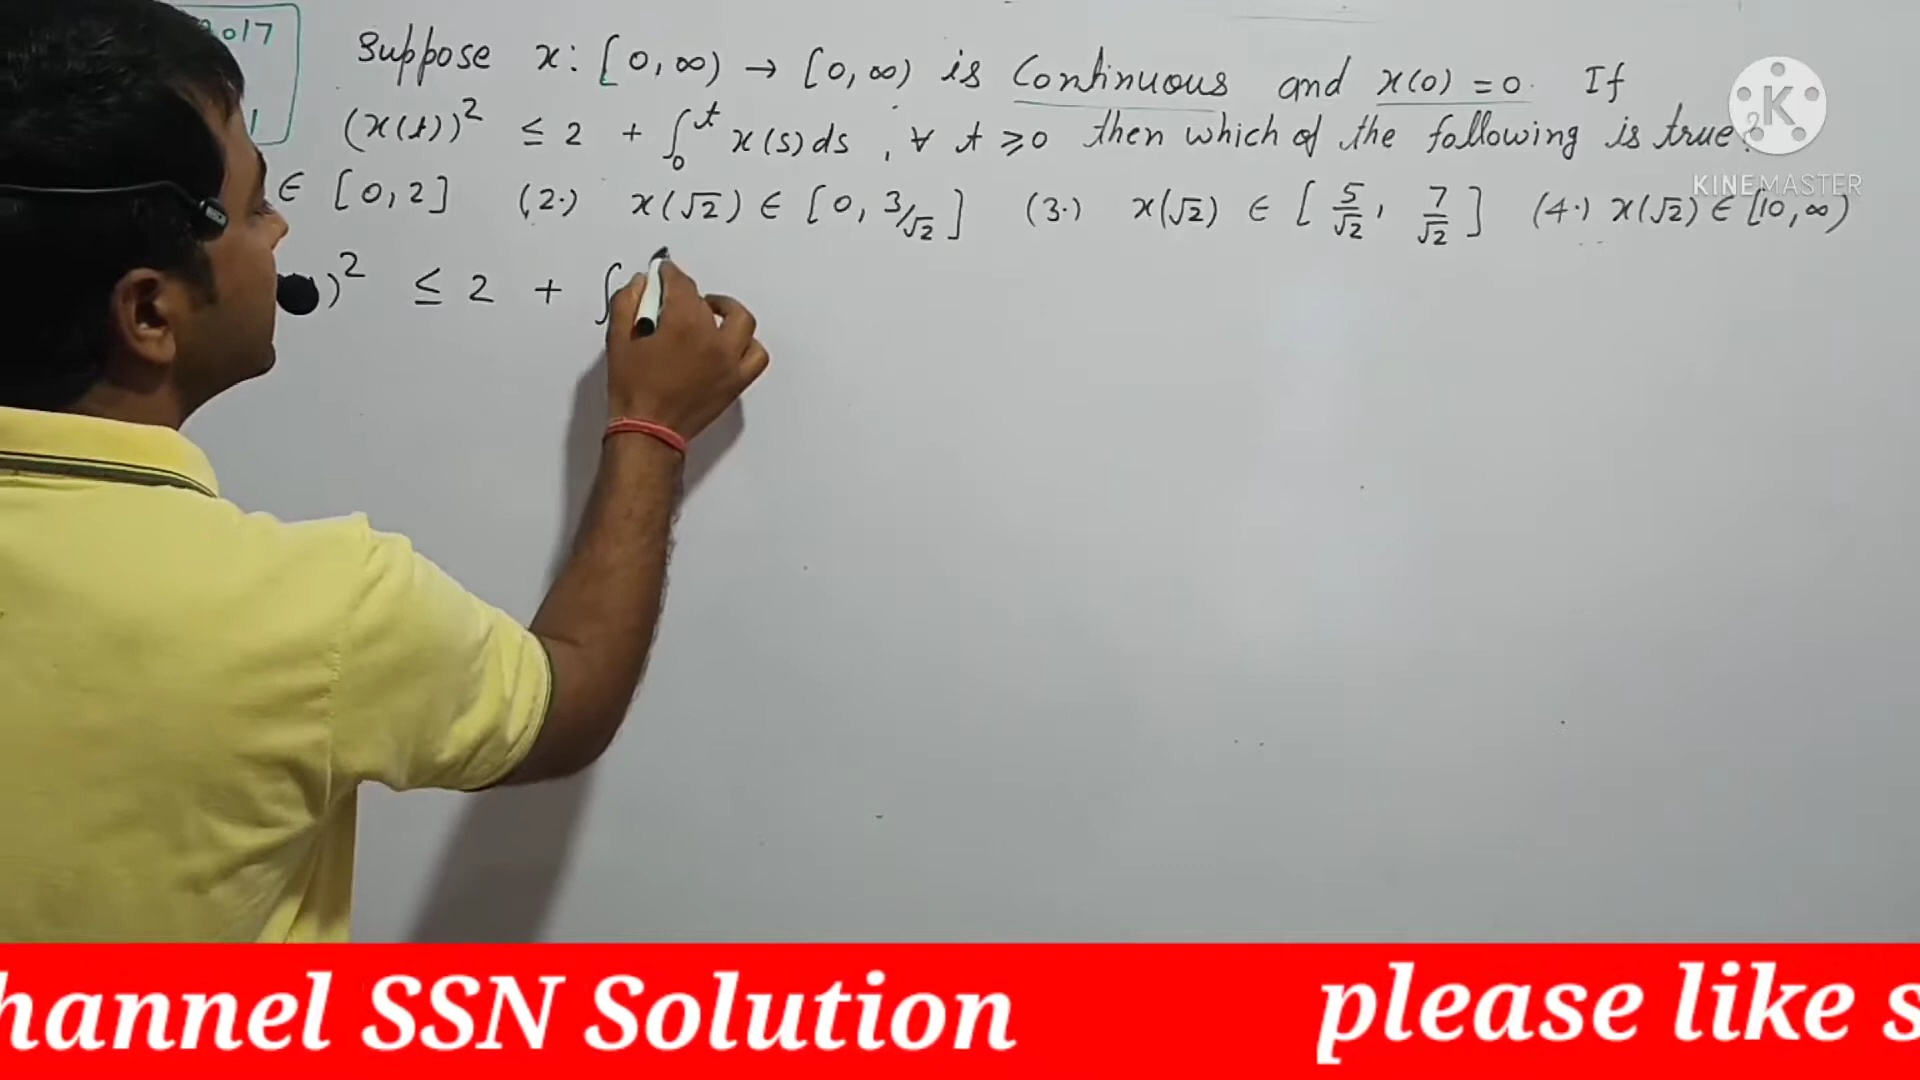 2017
Suppose x: [0, ∞) → [0, ∞) is Continuous and x(0) = 0. If
(x(t))² ≤ 2 + ∫₀ᵗ x(s)ds, ∀ t ⩾ 0 then which of the following is true?
∈ [0, 2] (2.) x(√2) ∈ [0, 3/√2] (3.) x(√2) ∈ [5/√2, 7/√2] (4.) x(√2) ∈ [10, ∞)
)² ≤ 2 + ∫
KINEMASTER
hannel SSN Solution please like s